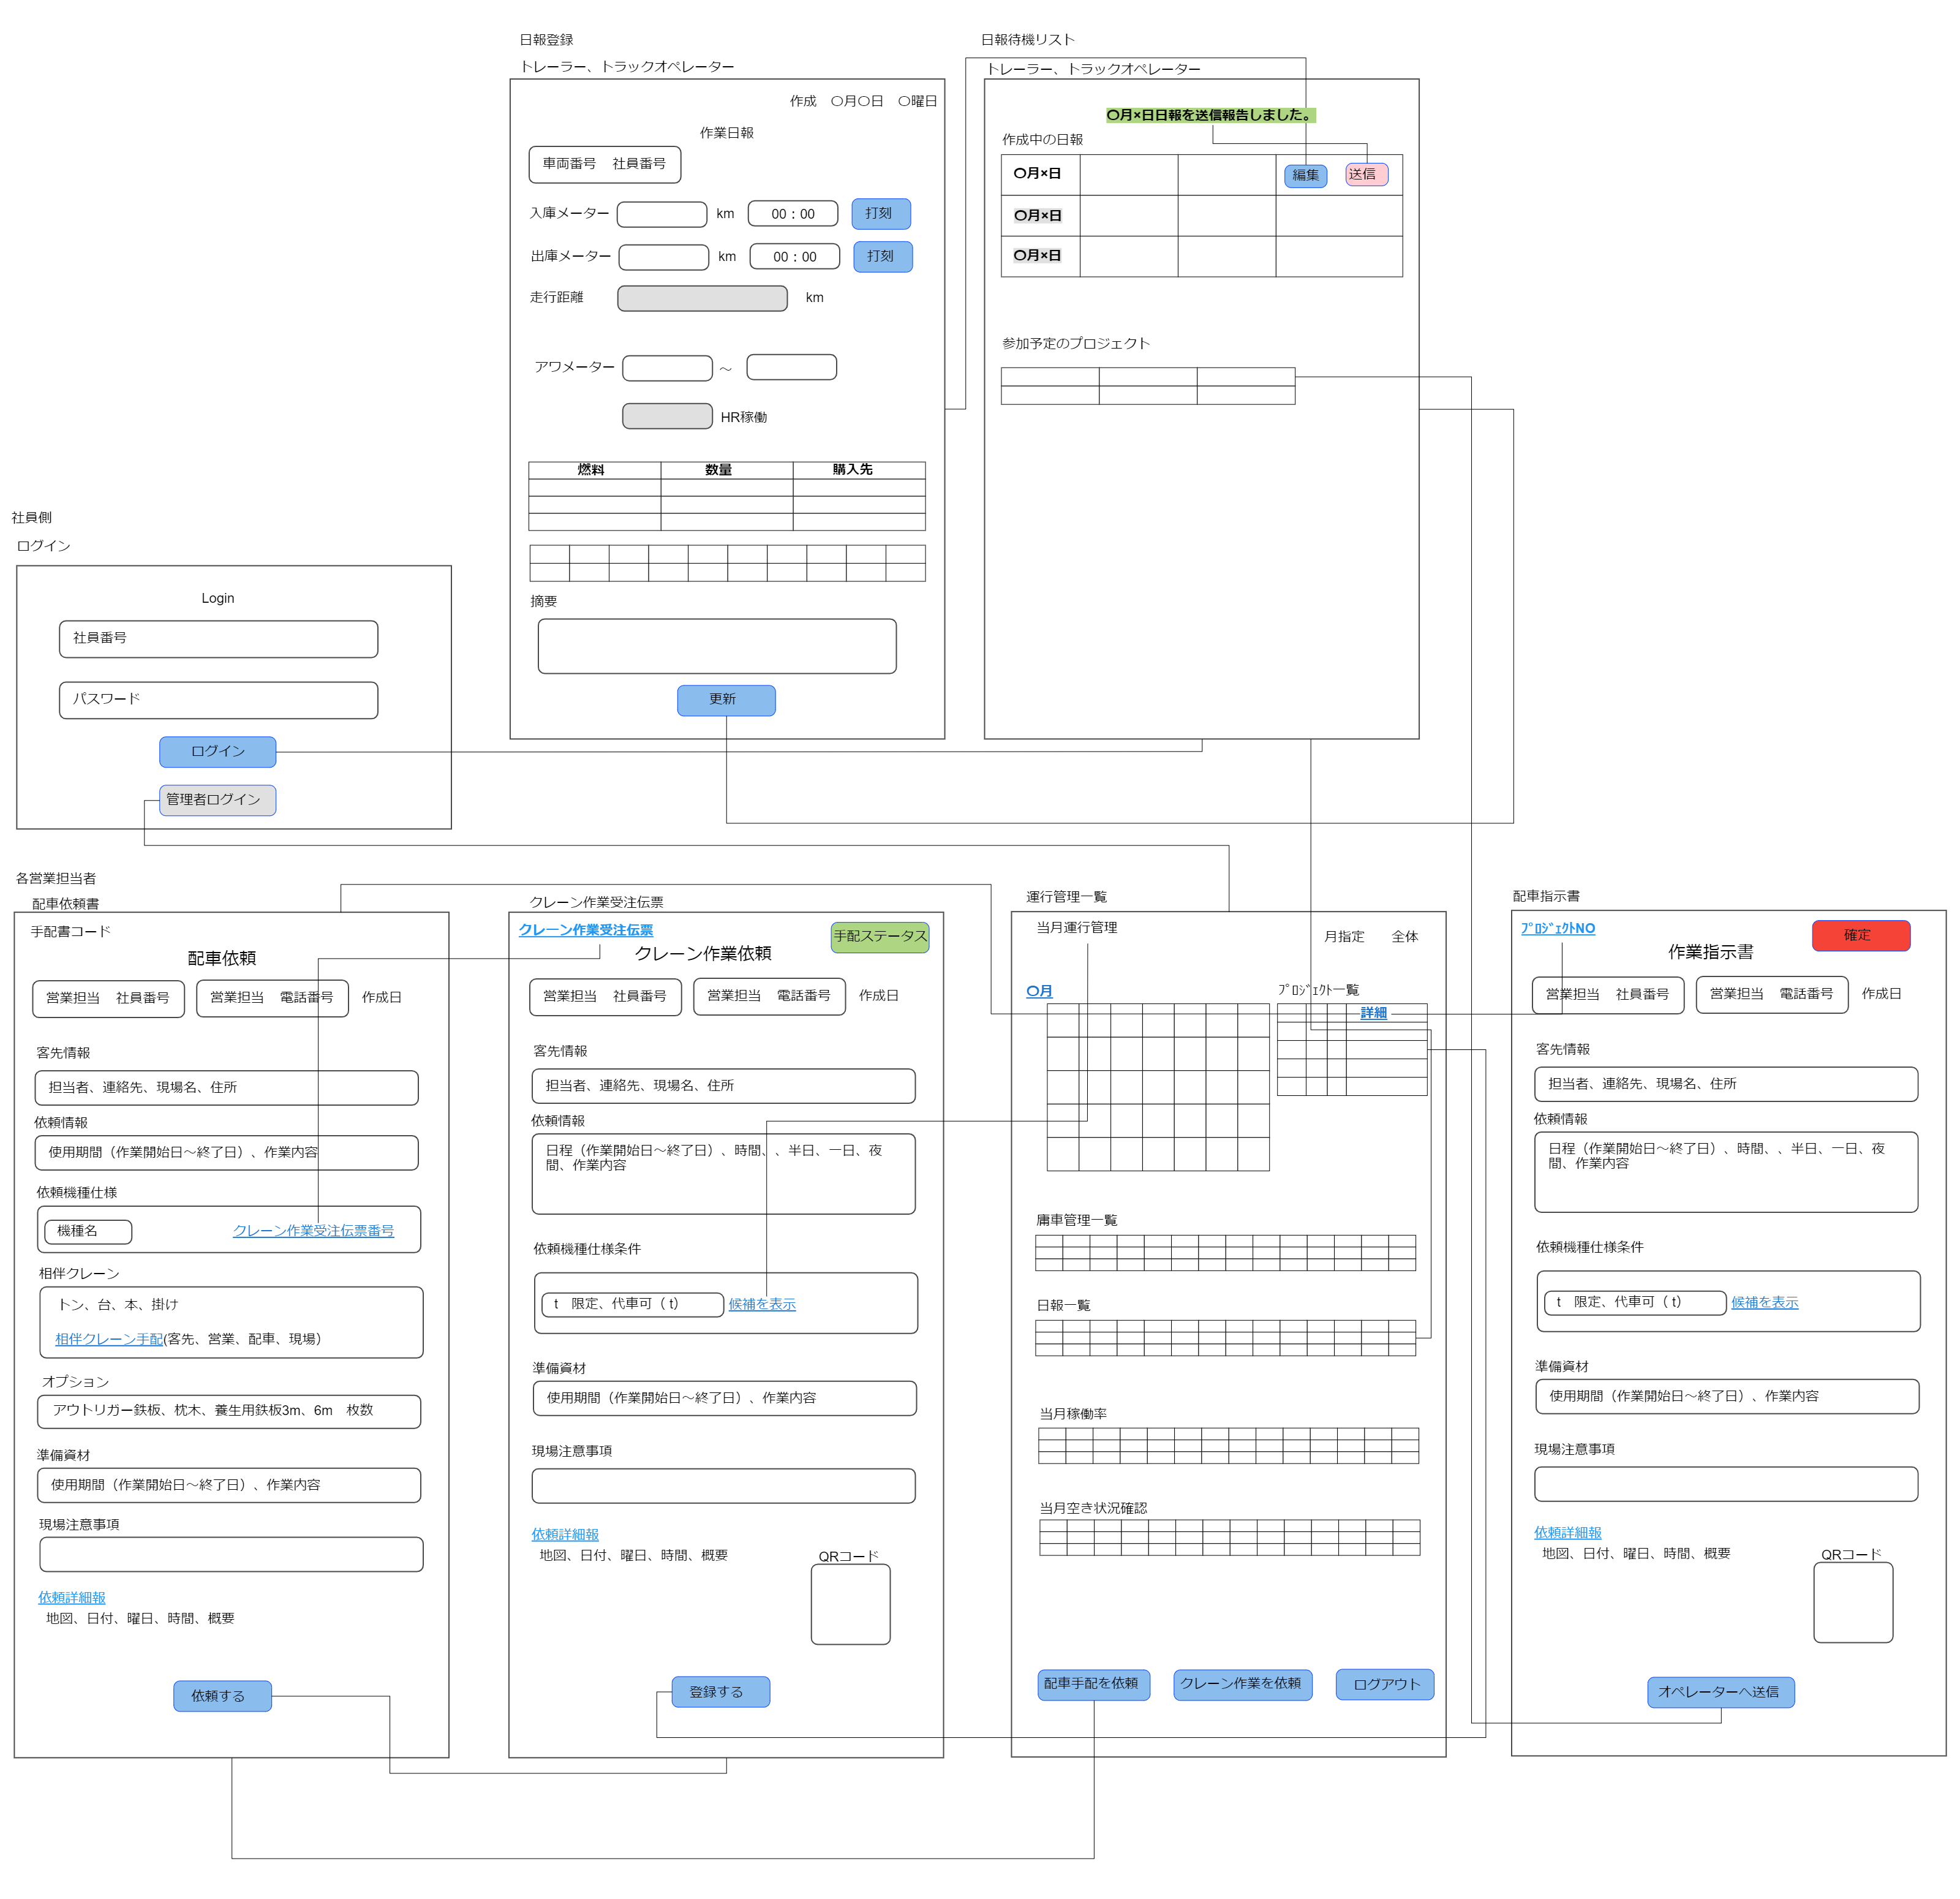 日報登録
トレーラー、トラックオペレーター
作成　〇月〇日　〇曜日
作業日報
車両番号　社員番号
入庫メーター
km
00：00
打刻
出庫メーター
km
00：00
打刻
走行距離
km
アワメーター
～
HR稼働
燃料
数量
購入先
摘要
更新
日報待機リスト
トレーラー、トラックオペレーター
〇月×日日報を送信報告しました。
作成中の日報
〇月×日
編集
送信
〇月×日
〇月×日
参加予定のプロジェクト
社員側
ログイン
Login
社員番号
パスワード
ログイン
管理者ログイン
各営業担当者
配車依頼書
手配書コード
配車依頼
営業担当　社員番号
営業担当　電話番号
作成日
客先情報
担当者、連絡先、現場名、住所
依頼情報
使用期間（作業開始日～終了日）、作業内容
依頼機種仕様
機種名
クレーン作業受注伝票番号
相伴クレーン
トン、台、本、掛け
相伴クレーン手配(客先、営業、配車、現場）
オプション
アウトリガー鉄板、枕木、養生用鉄板3m、6m　枚数
準備資材
使用期間（作業開始日～終了日）、作業内容
現場注意事項
依頼詳細報
地図、日付、曜日、時間、概要
依頼する
クレーン作業受注伝票
クレーン作業受注伝票
手配ステータス
クレーン作業依頼
営業担当　社員番号
営業担当　電話番号
作成日
客先情報
担当者、連絡先、現場名、住所
依頼情報
日程（作業開始日～終了日）、時間、、半日、一日、夜
間、作業内容
依頼機種仕様条件
t　限定、代車可（ t）
候補を表示
準備資材
使用期間（作業開始日～終了日）、作業内容
現場注意事項
依頼詳細報
地図、日付、曜日、時間、概要
QRコード
登録する
運行管理一覧
当月運行管理
月指定
全体
〇月
ﾌﾟﾛｼﾞｪｸﾄ一覧
詳細
庸車管理一覧
日報一覧
当月稼働率
当月空き状況確認
配車手配を依頼
クレーン作業を依頼
ログアウト
配車指示書
ﾌﾟﾛｼﾞｪｸﾄNO
確定
作業指示書
営業担当　社員番号
営業担当　電話番号
作成日
客先情報
担当者、連絡先、現場名、住所
依頼情報
日程（作業開始日～終了日）、時間、、半日、一日、夜
間、作業内容
依頼機種仕様条件
t　限定、代車可（ t）
候補を表示
準備資材
使用期間（作業開始日～終了日）、作業内容
現場注意事項
依頼詳細報
地図、日付、曜日、時間、概要
QRコード
オペレーターへ送信